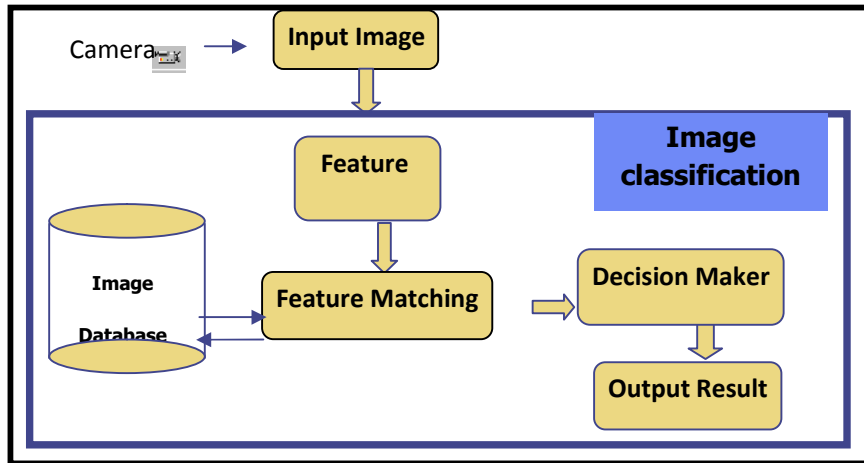 Camera
Input Image
Image
classification
Feature
Image
Database
Feature Matching
Decision Maker
Output Result